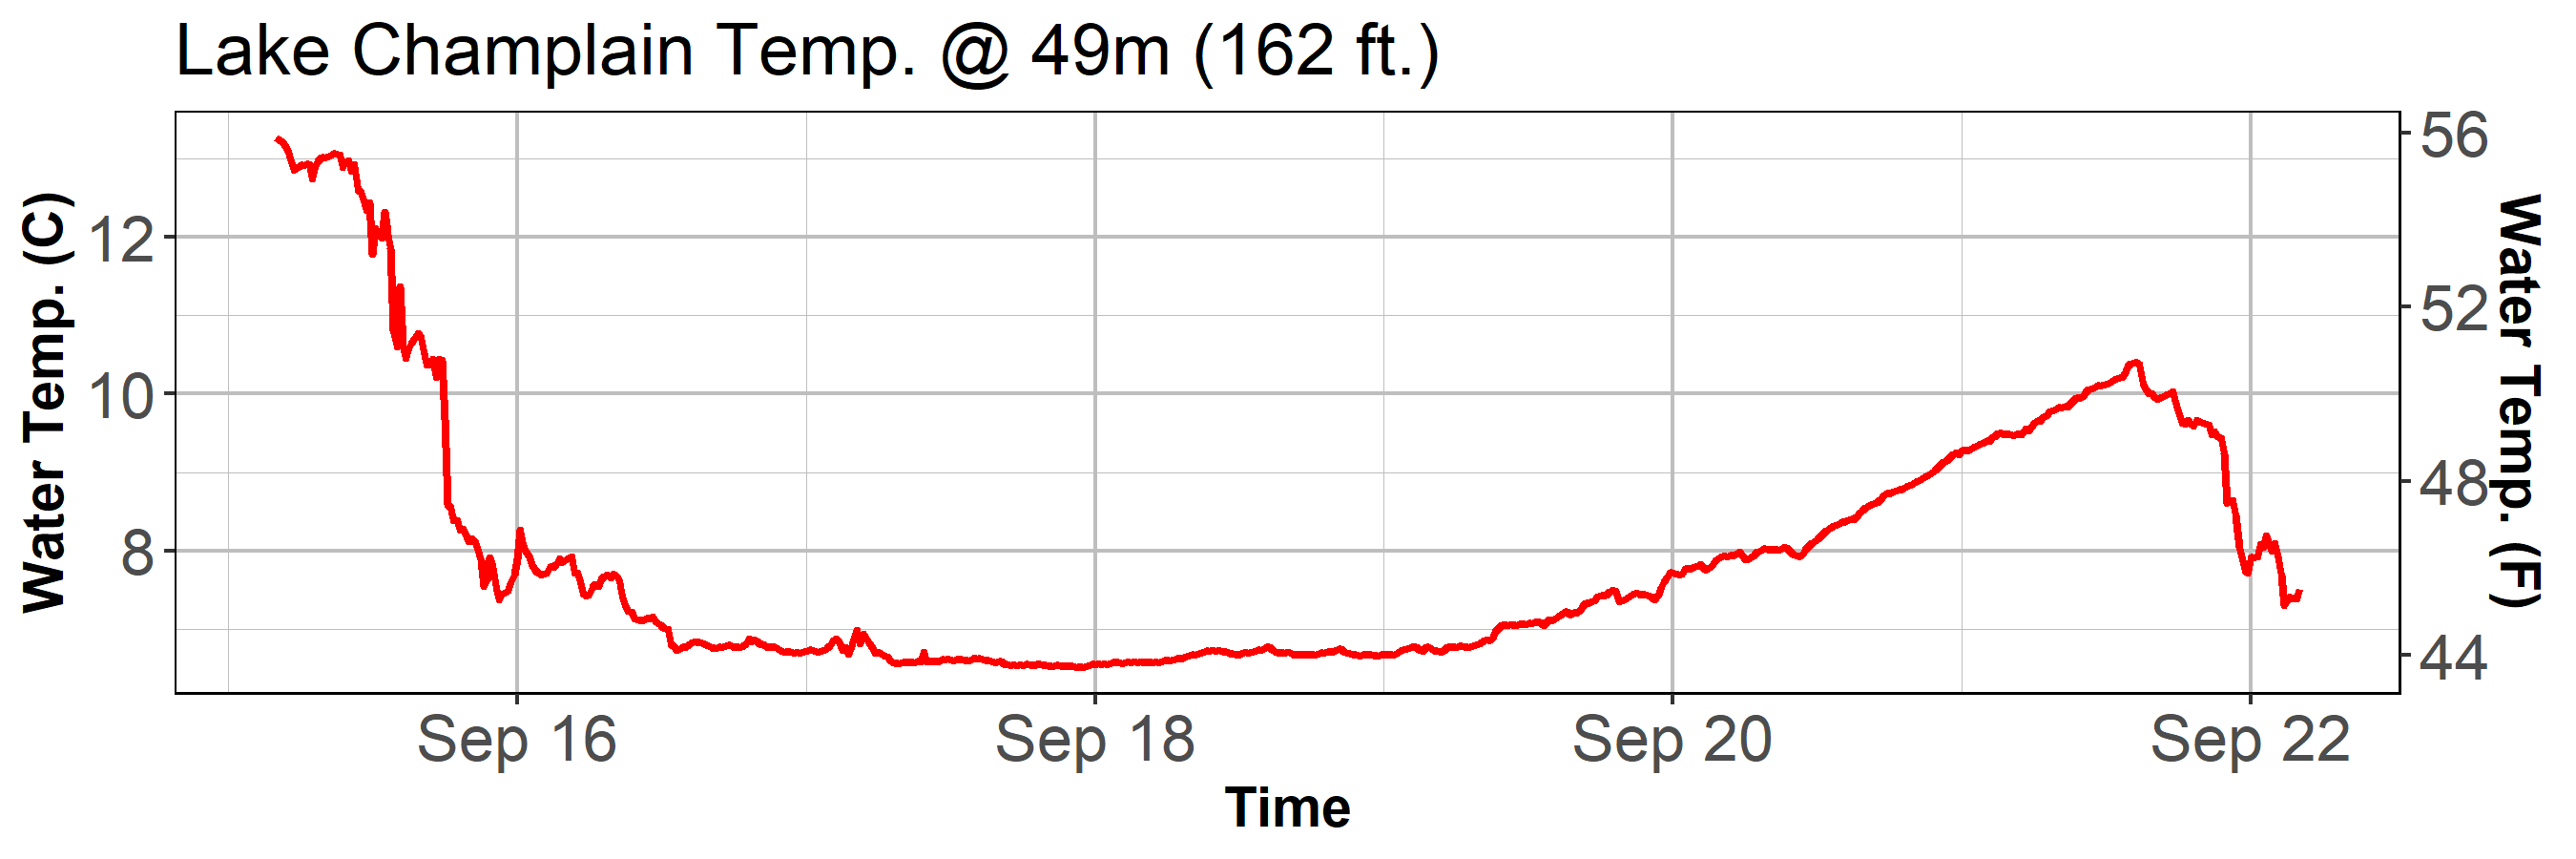 Lake Champlain Temp. @ 49m (162 ft.)
Water Temp. (C)
12
10
8
56
52
48
44
Water Temp. (F)
Sep 16 Sep 18 Sep 20 Sep 22
Time